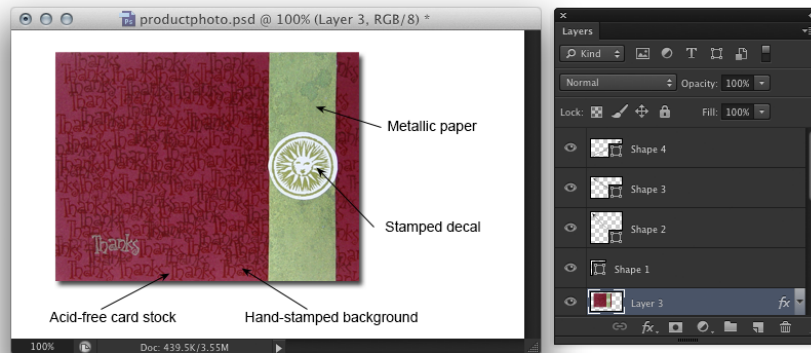 productphoto.psd @ 100% (Layer 3, RGB/8) *
Thanks
Metallic paper
Stamped decal
Acid-free card stock
Hand-stamped background
100%
Doc: 439.5K/3.55M
Layers
Kind
Normal
Opacity: 100%
Lock:
Fill: 100%
Shape 4
Shape 3
Shape 2
Shape 1
Layer 3
fx
fx